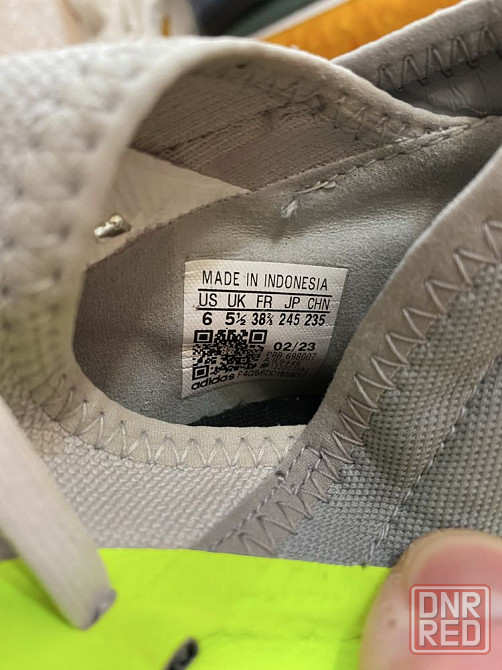 MADE IN INDONESIA
US UK FR JP CHN
6 5½ 38⅔ 245 235
02/23
adidas
DNR
RED